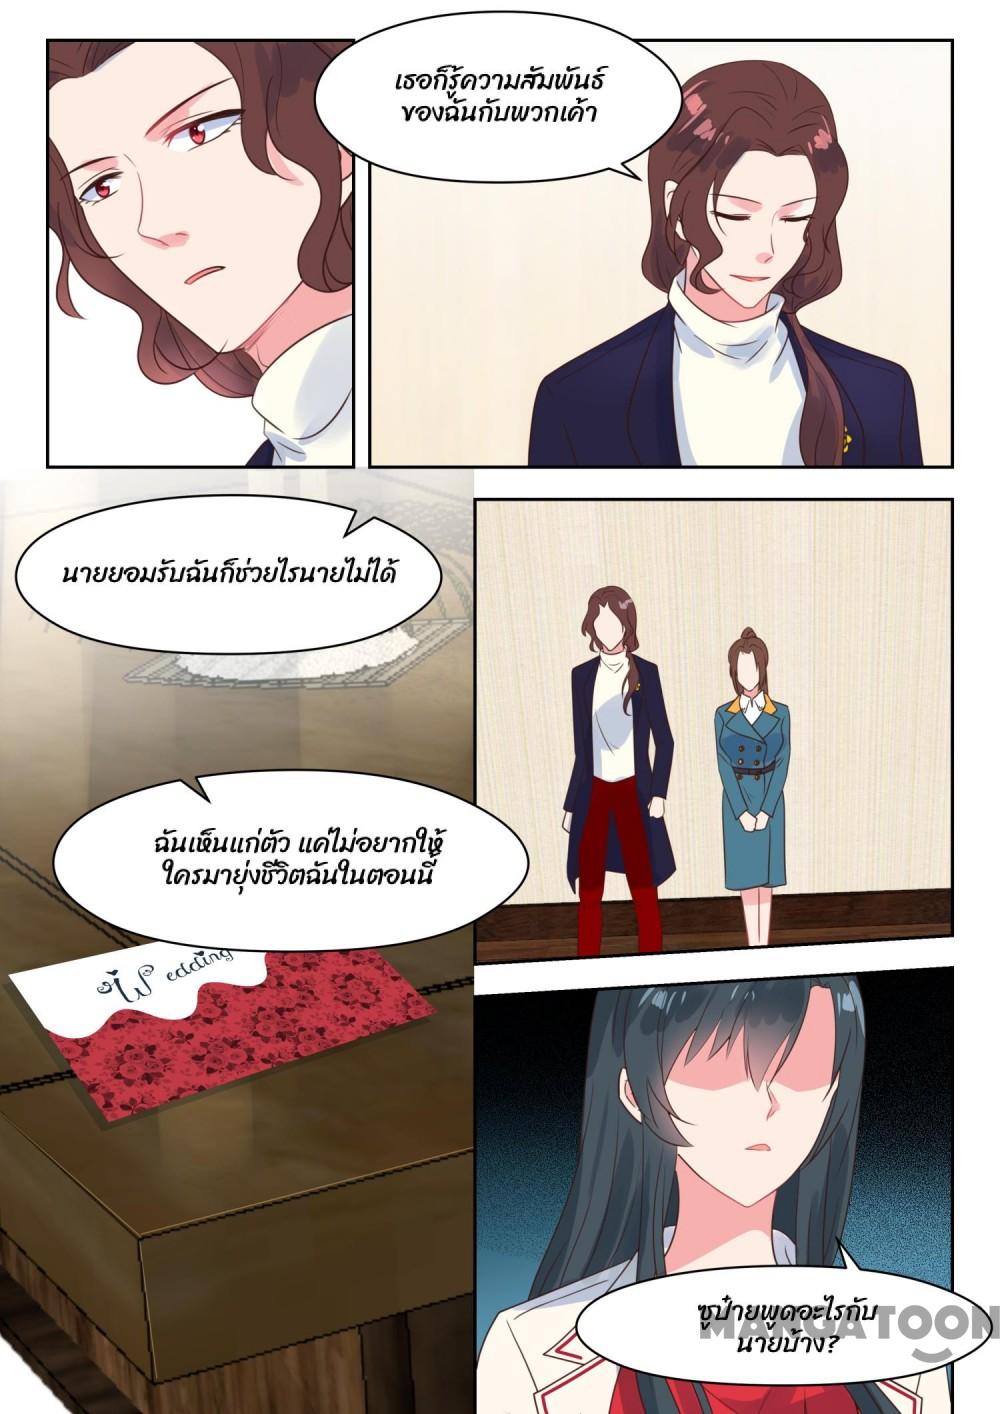 เธอก็รู้ความสัมพันธ์
ของฉันกับพวกเค้า
นายยอมรับฉันก็ช่วยไรนายไม่ได้
ฉันเห็นแก่ตัว แค่ไม่อยากให้
ใครมายุ่งชีวิตฉันในตอนนี้
Wedding
ซูป๋ายพูดอะไรกับ
นายบ้าง?
MANGATOON